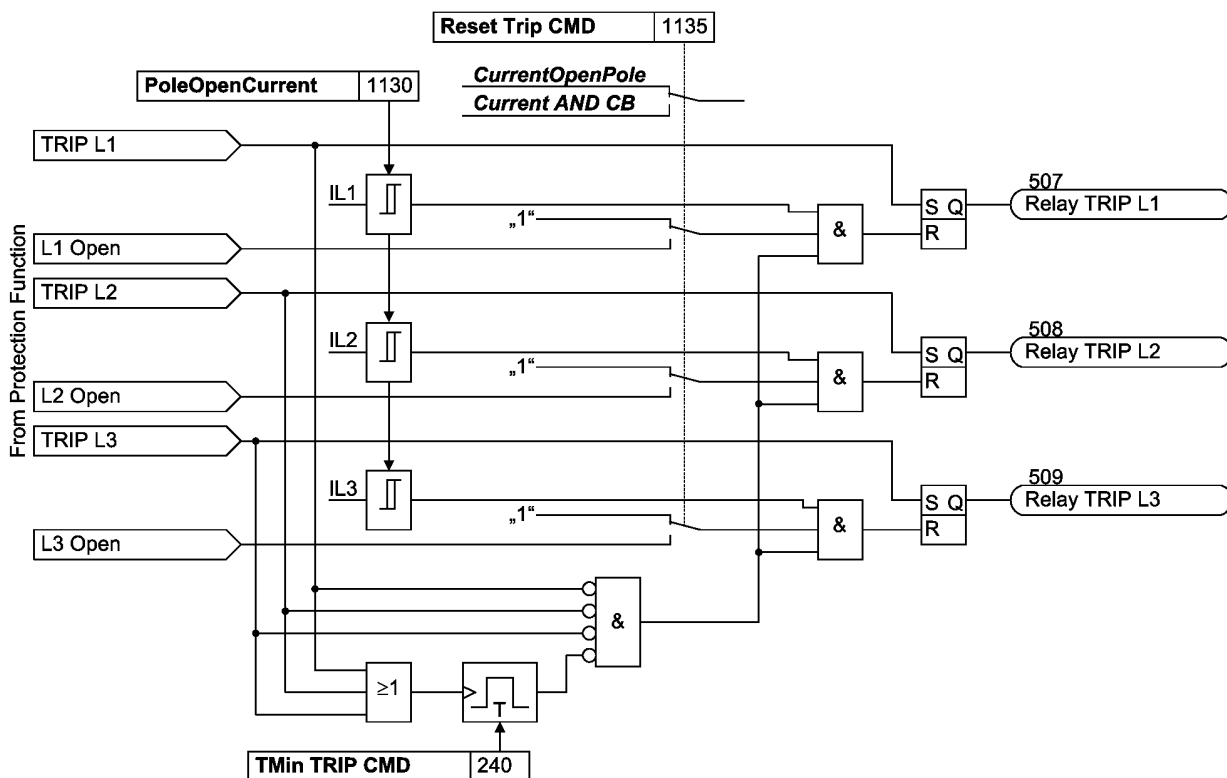 Reset Trip CMD 1135
CurrentOpenPole
PoleOpenCurrent 1130
Current AND CB
From Protection Function
TRIP L1
IL1
507
S Q Relay TRIP L1
„1“
&
R
L1 Open
TRIP L2
IL2
508
S Q Relay TRIP L2
„1“
&
R
L2 Open
TRIP L3
IL3
509
S Q Relay TRIP L3
„1“
&
R
L3 Open
&
≥1
T
TMin TRIP CMD 240